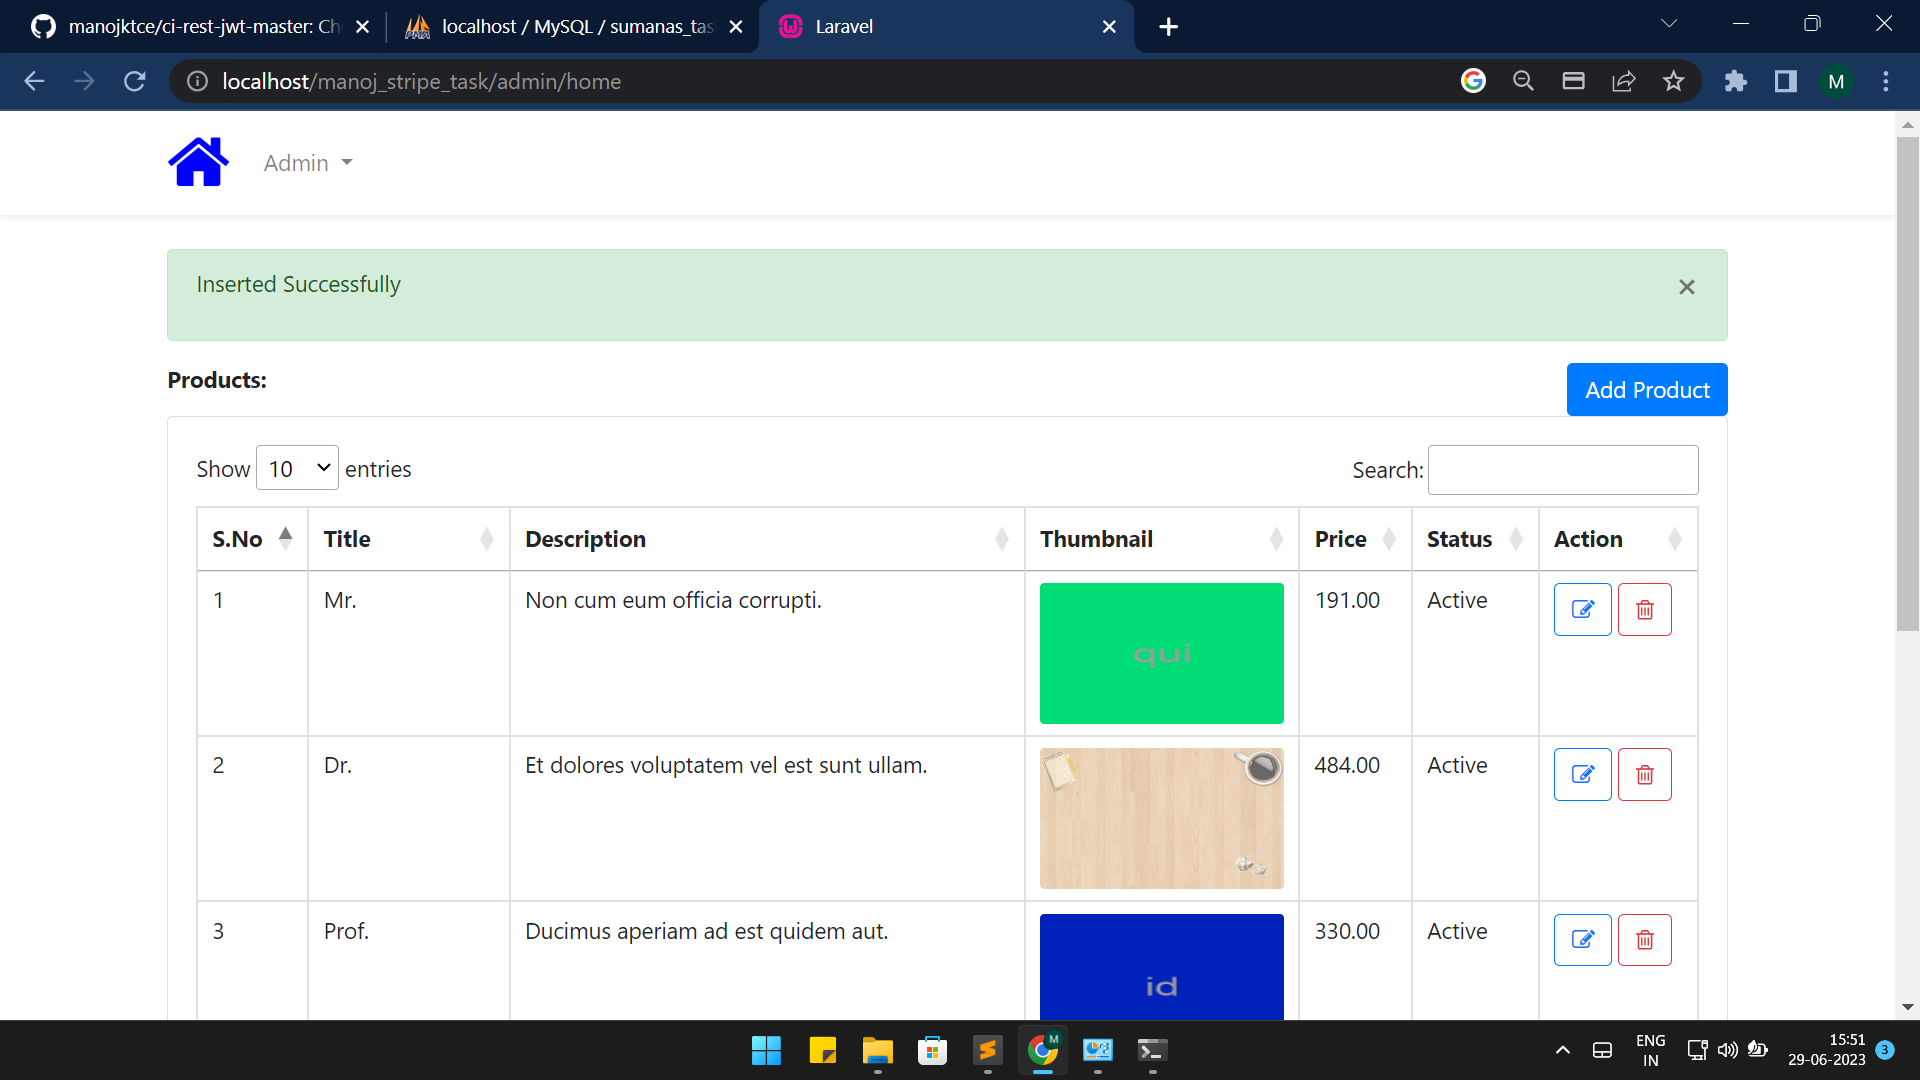 manojktce/ci-rest-jwt-master: Ch
localhost / MySQL / sumanas_tas
Laravel
localhost/manoj_stripe_task/admin/home
M
Admin
Inserted Successfully
×
Products:
Add Product
Show 10 entries
Search:
S.No Title Description Thumbnail Price Status Action
1 Mr. Non cum eum officia corrupti. qui 191.00 Active
2 Dr. Et dolores voluptatem vel est sunt ullam. 484.00 Active
3 Prof. Ducimus aperiam ad est quidem aut. id 330.00 Active
M
ENG
IN
15:51
29-06-2023
3